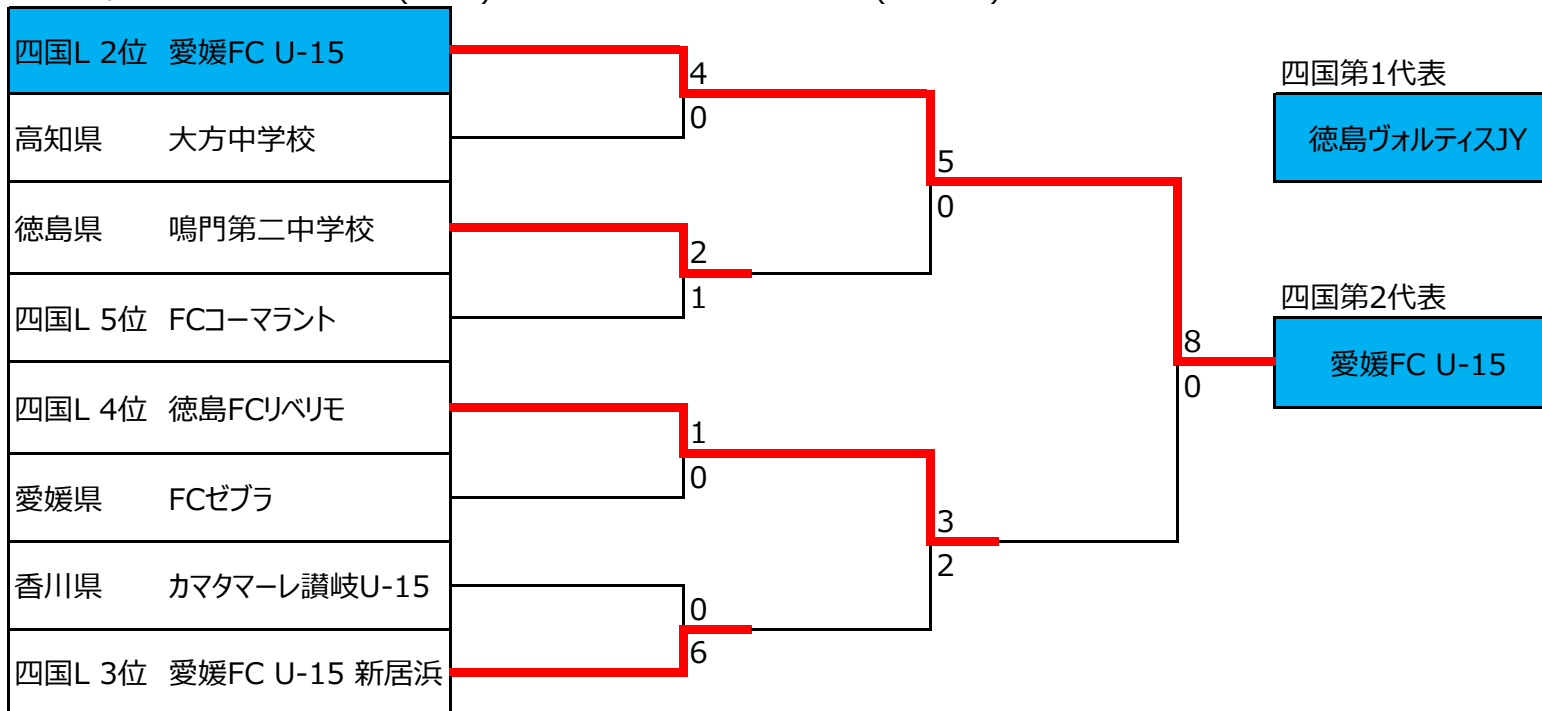 四国L 2位 愛媛FC U-15
高知県 大方中学校
徳島県 鳴門第二中学校
四国L 5位 FCコーマラント
四国L 4位 徳島FCリベリモ
愛媛県 FCゼブラ
香川県 カマタマーレ讃岐U-15
四国L 3位 愛媛FC U-15 新居浜
4
0
2
1
1
0
0
6
5
0
3
2
8
0
四国第1代表
徳島ヴォルティスJY
四国第2代表
愛媛FC U-15